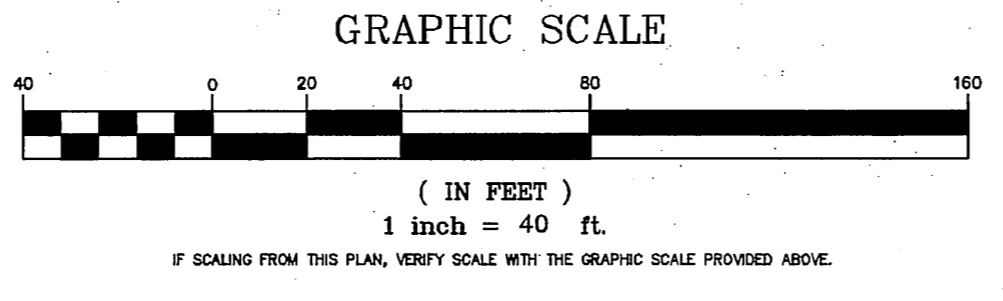 GRAPHIC SCALE
40 0 20 40 80 160
( IN FEET )
1 inch = 40 ft.
IF SCALING FROM THIS PLAN, VERIFY SCALE WITH THE GRAPHIC SCALE PROVIDED ABOVE.